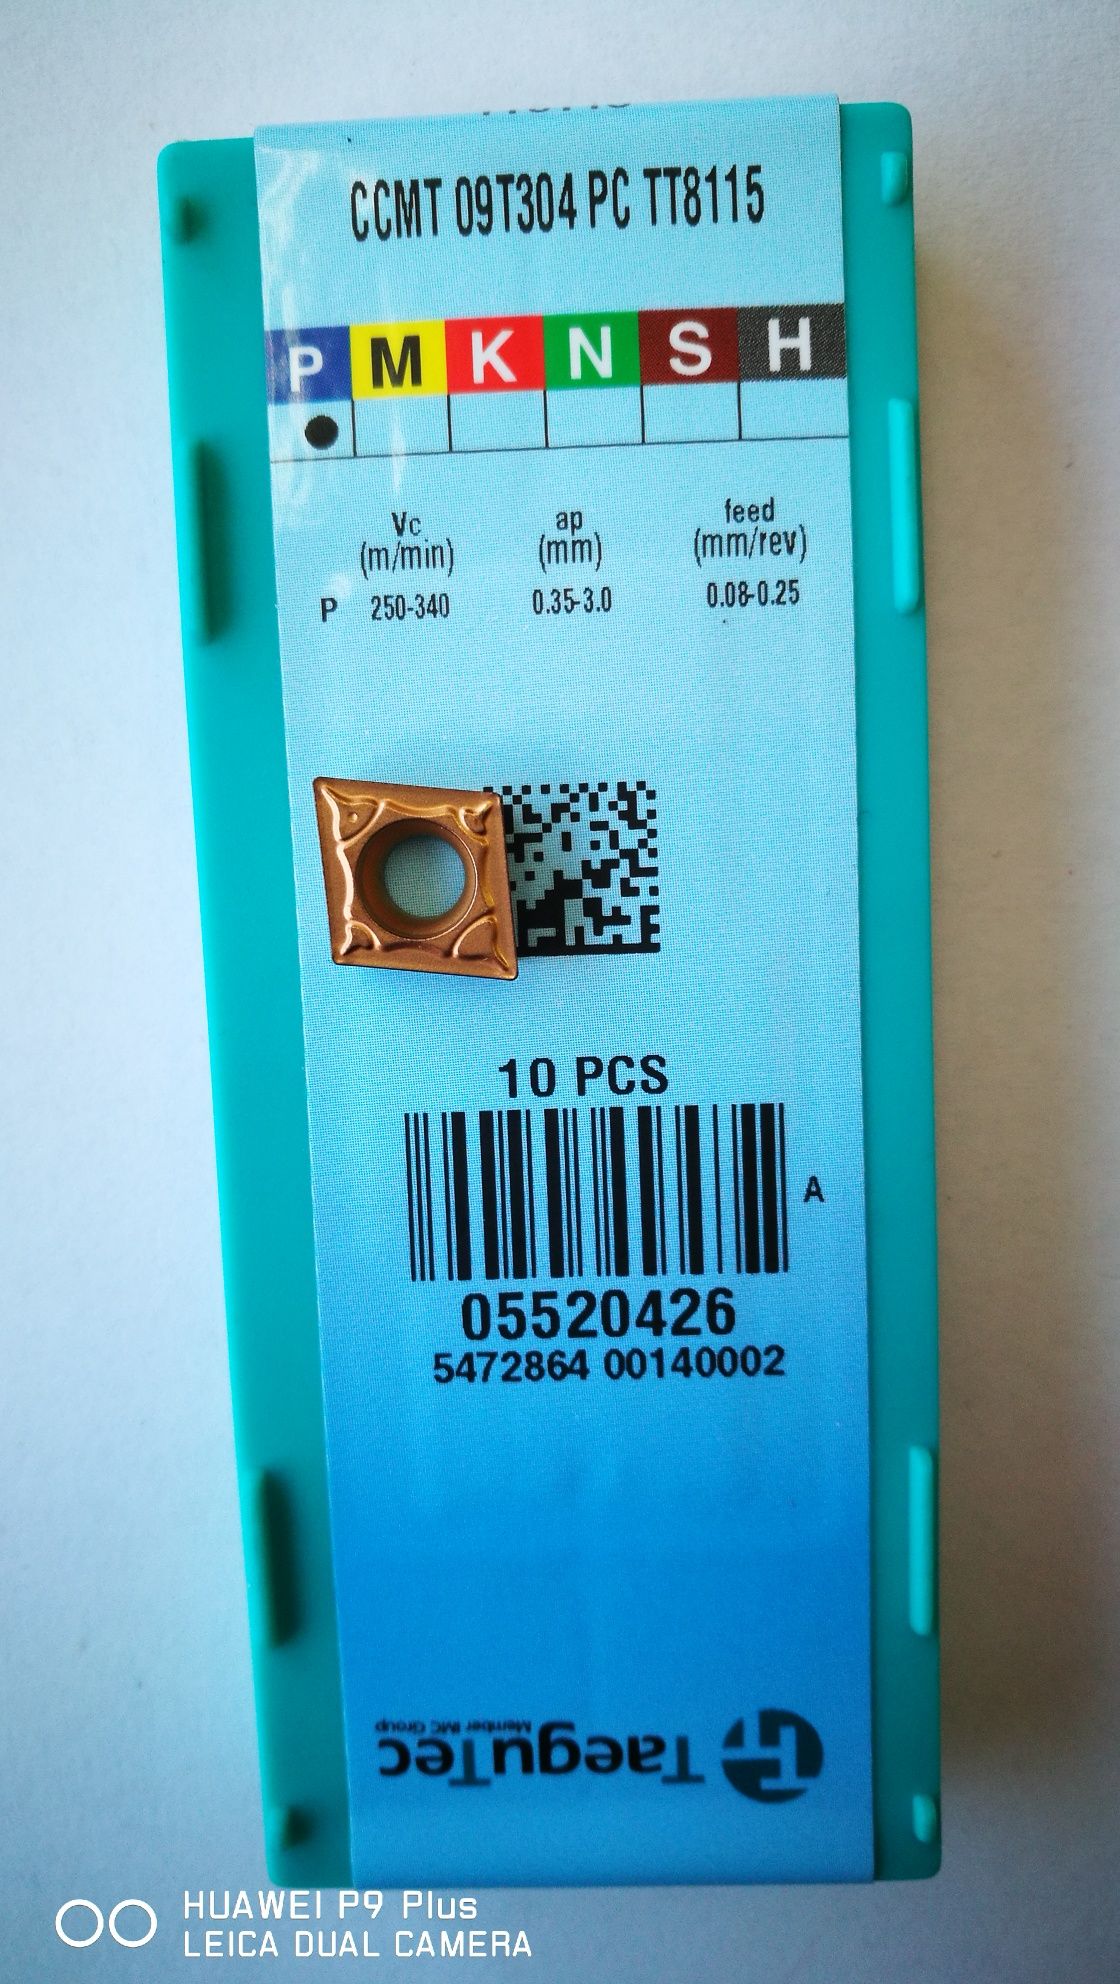 CCMT 09T304 PC TT8115
P M K N S H
Vc ap feed
(m/min) (mm) (mm/rev)
P 250-340 0.35-3.0 0.08-0.25
10 PCS
A
05520426
5472864 00140002
TaeguTec
Member IMC Group
HUAWEI P9 Plus
LEICA DUAL CAMERA